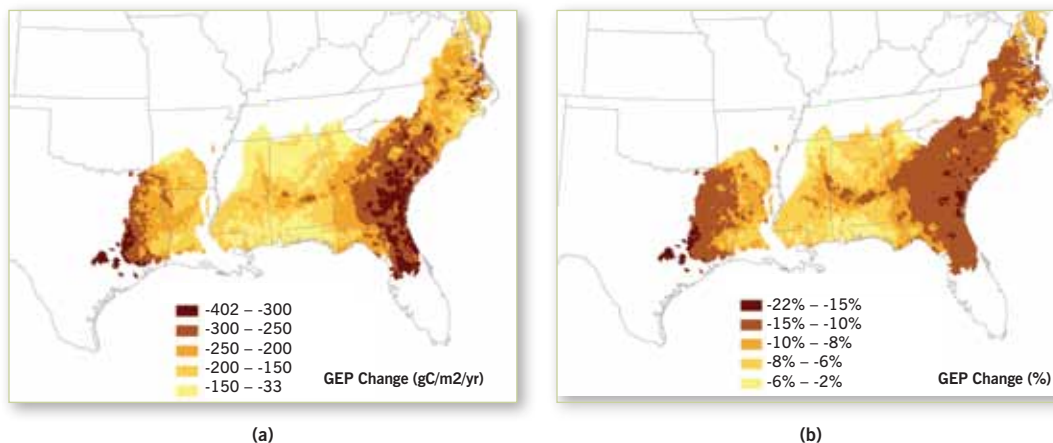 -402 – -300
-300 – -250
-250 – -200
-200 – -150
-150 – -33
GEP Change (gC/m2/yr)
(a)
-22% – -15%
-15% – -10%
-10% – -8%
-8% – -6%
-6% – -2%
GEP Change (%)
(b)